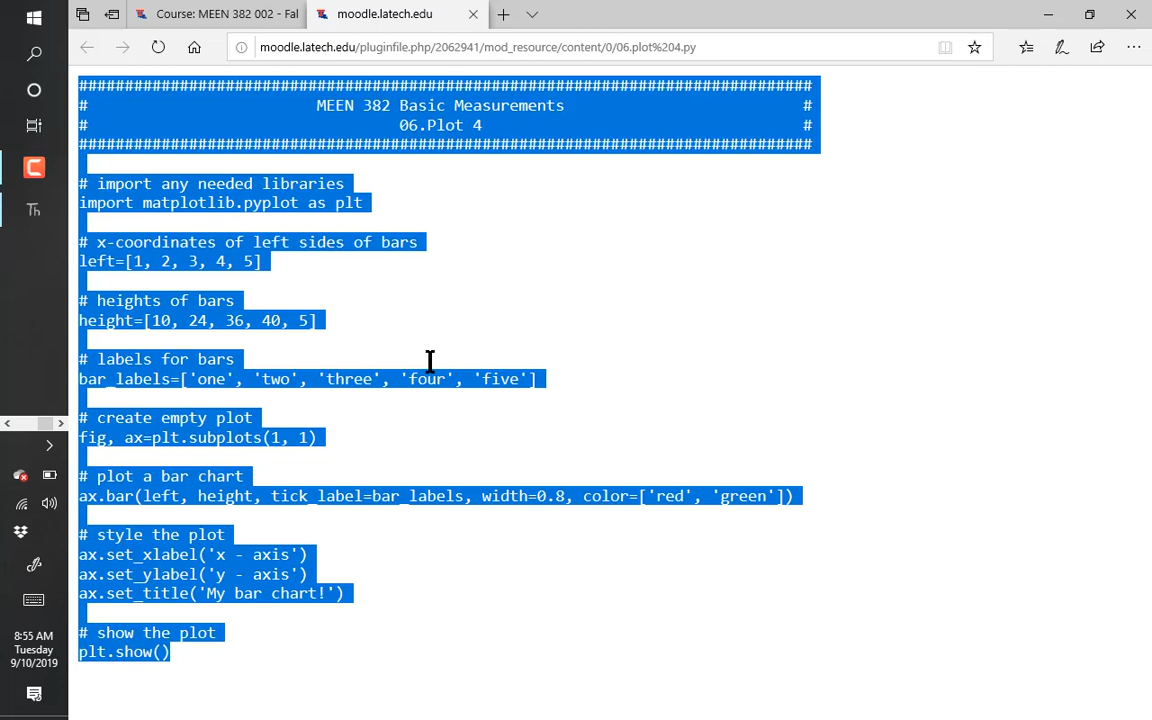 Course: MEEN 382 002 - Fal
moodle.latech.edu
moodle.latech.edu/pluginfile.php/2062941/mod_resource/content/0/06.plot%204.py
################################################################################
# MEEN 382 Basic Measurements #
# 06.Plot 4 #
################################################################################
# import any needed libraries
import matplotlib.pyplot as plt
# x-coordinates of left sides of bars
left=[1, 2, 3, 4, 5]
# heights of bars
height=[10, 24, 36, 40, 5]
# labels for bars
bar_labels=['one', 'two', 'three', 'four', 'five']
# create empty plot
fig, ax=plt.subplots(1, 1)
# plot a bar chart
ax.bar(left, height, tick_label=bar_labels, width=0.8, color=['red', 'green'])
# style the plot
ax.set_xlabel('x - axis')
ax.set_ylabel('y - axis')
ax.set_title('My bar chart!')
# show the plot
plt.show()
Th
8:55 AM
Tuesday
9/10/2019